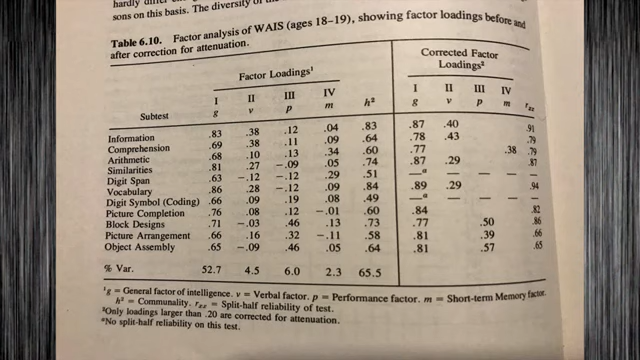 hardly
sons on this basis. The diversity of the
Table 6.10. Factor analysis of WAIS (ages 18–19), showing factor loadings before and
after correction for attenuation.
Factor Loadings¹ Corrected Factor Loadings²
I II III IV I II III IV
Subtest g v p m h² g v p m rxx
Information .83 .38 .12 .04 .83 .87 .40 .91
Comprehension .69 .38 .11 .09 .64 .78 .43 .79
Arithmetic .68 .10 .13 .34 .60 .77 .38 .79
Similarities .81 .27 −.09 .05 .74 .87 .29 .87
Digit Span .63 −.12 −.12 .29 .51 —ᵃ — — — —
Vocabulary .86 .28 −.12 .09 .84 .89 .29 .94
Digit Symbol (Coding) .66 .09 .19 .08 .49 —ᵃ — — — —
Picture Completion .76 .08 .12 −.01 .60 .84 .82
Block Designs .71 −.03 .46 .13 .73 .77 .50 .86
Picture Arrangement .66 .16 .32 −.11 .58 .81 .39 .66
Object Assembly .65 −.09 .46 .05 .64 .81 .57 .65
% Var. 52.7 4.5 6.0 2.3 65.5
¹g = General factor of intelligence. v = Verbal factor. p = Performance factor. m = Short-term Memory factor.
h² = Communality. rxx = Split-half reliability of test.
²Only loadings larger than .20 are corrected for attenuation.
ᵃNo split-half reliability on this test.